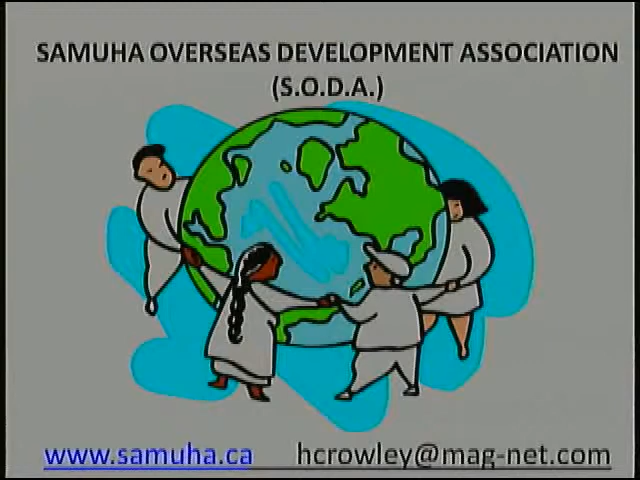 SAMUHA OVERSEAS DEVELOPMENT ASSOCIATION
(S.O.D.A.)
www.samuha.ca hcrowley@mag-net.com